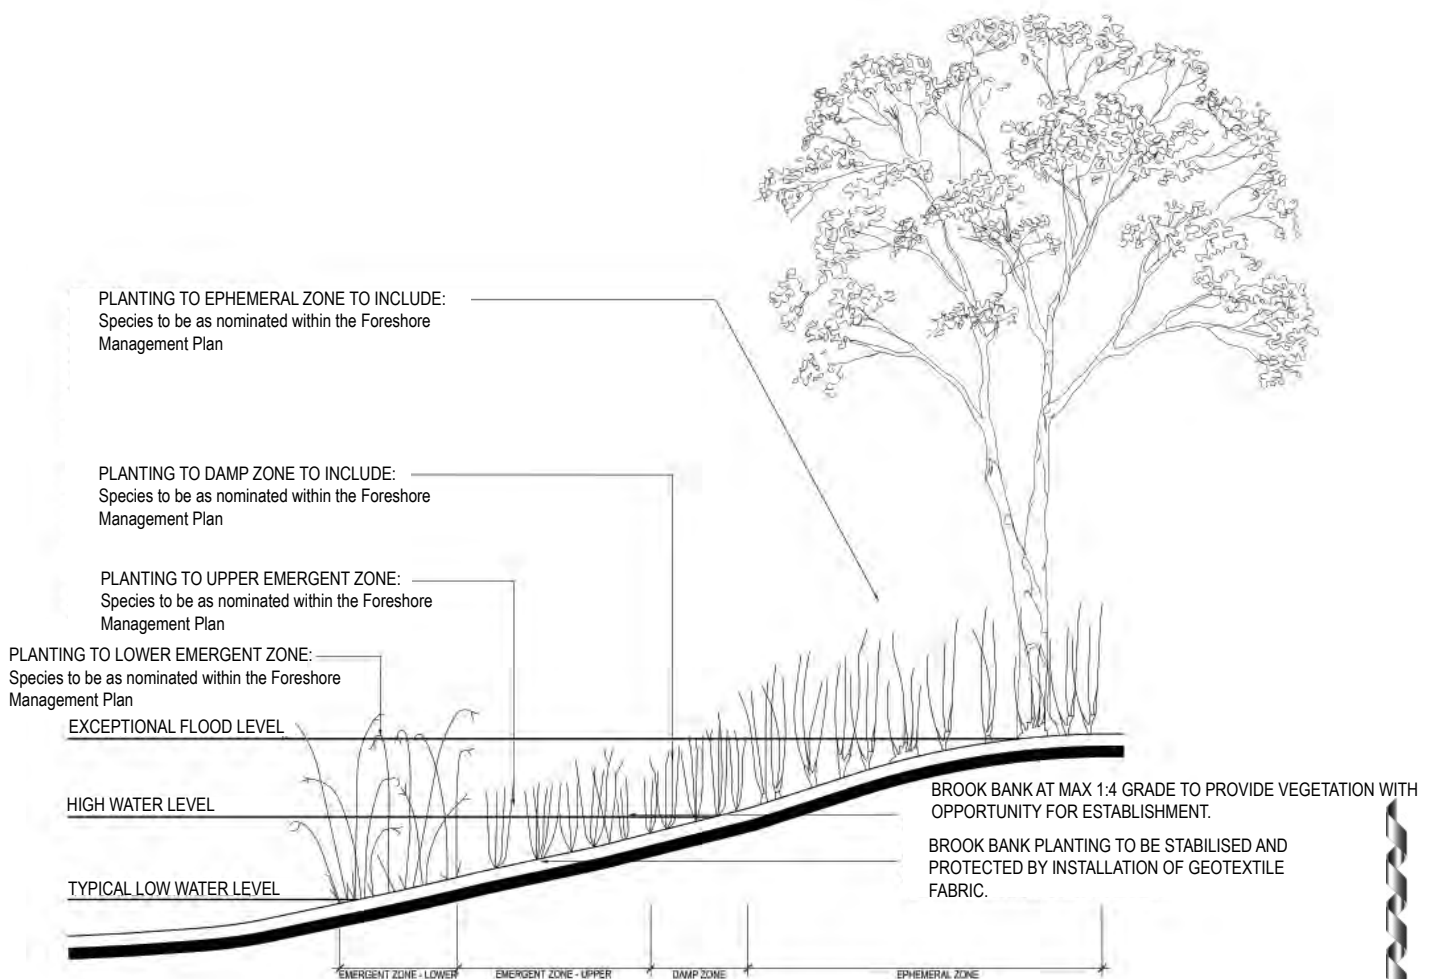 PLANTING TO EPHEMERAL ZONE TO INCLUDE:
Species to be as nominated within the Foreshore
Management Plan
PLANTING TO DAMP ZONE TO INCLUDE:
Species to be as nominated within the Foreshore
Management Plan
PLANTING TO UPPER EMERGENT ZONE:
Species to be as nominated within the Foreshore
Management Plan
PLANTING TO LOWER EMERGENT ZONE:
Species to be as nominated within the Foreshore
Management Plan
EXCEPTIONAL FLOOD LEVEL
HIGH WATER LEVEL
TYPICAL LOW WATER LEVEL
BROOK BANK AT MAX 1:4 GRADE TO PROVIDE VEGETATION WITH
OPPORTUNITY FOR ESTABLISHMENT.
BROOK BANK PLANTING TO BE STABILISED AND
PROTECTED BY INSTALLATION OF GEOTEXTILE
FABRIC.
EMERGENT ZONE - LOWER
EMERGENT ZONE - UPPER
DAMP ZONE
EPHEMERAL ZONE